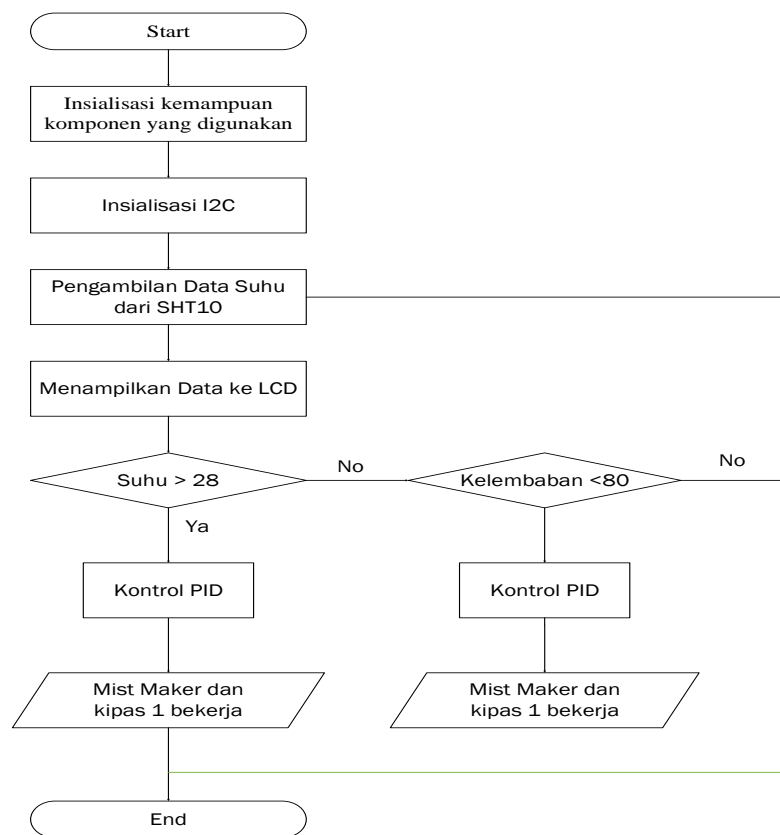 Start
Insialisasi kemampuan
komponen yang digunakan
Insialisasi I2C
Pengambilan Data Suhu
dari SHT10
Menampilkan Data ke LCD
Suhu > 28
No
Kelembaban <80
No
Ya
Kontrol PID
Kontrol PID
Mist Maker dan
kipas 1 bekerja
Mist Maker dan
kipas 1 bekerja
End